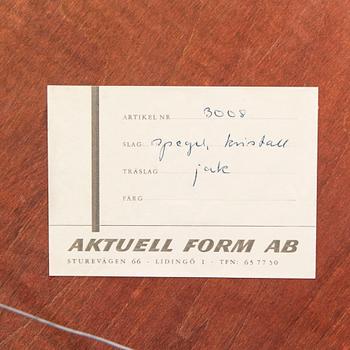 ARTIKEL NR 3008
SLAG spegel, kristall
TRÄSLAG jak
FÄRG
AKTUELL FORM AB
STUREVÄGEN 66 · LIDINGÖ 1 · TFN: 65 77 50